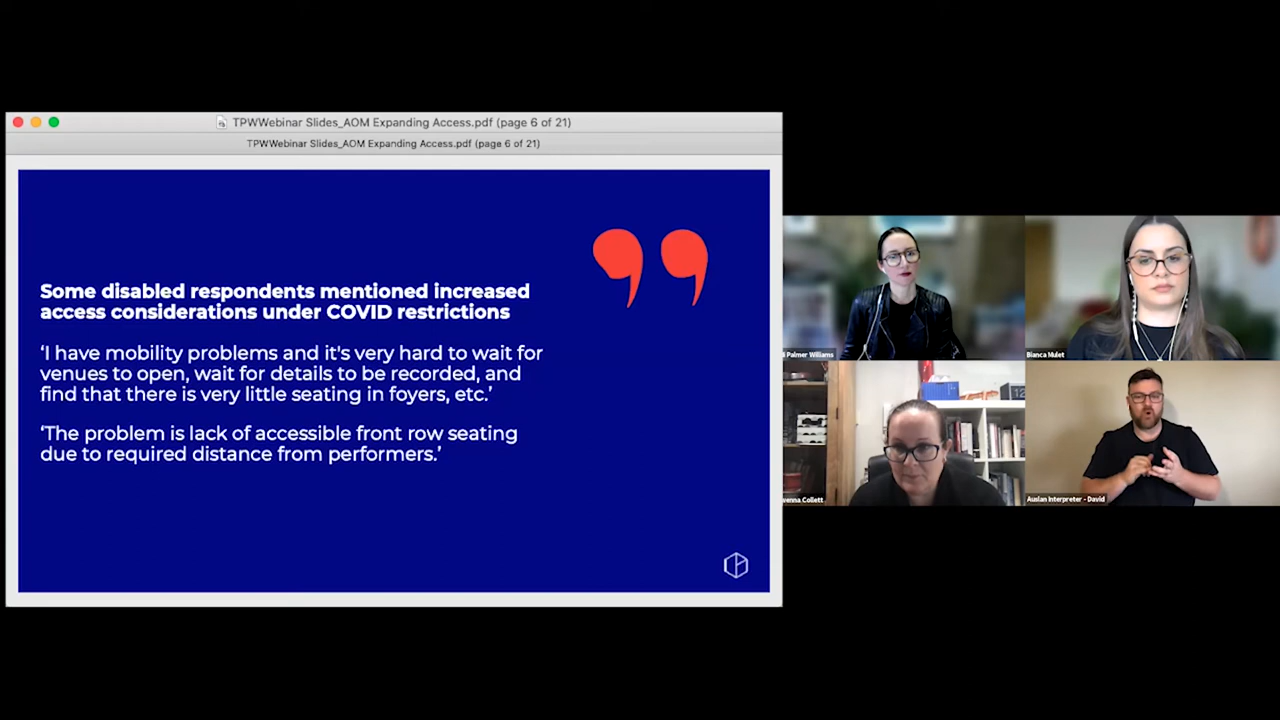 TPWWebinar Slides_AOM Expanding Access.pdf (page 6 of 21)
TPWWebinar Slides_AOM Expanding Access.pdf (page 6 of 21)
Some disabled respondents mentioned increased
access considerations under COVID restrictions
‘I have mobility problems and it's very hard to wait for
venues to open, wait for details to be recorded, and
find that there is very little seating in foyers, etc.’
‘The problem is lack of accessible front row seating
due to required distance from performers.’
Palmer Williams
Bianca Mulet
Collett
Auslan Interpreter - David